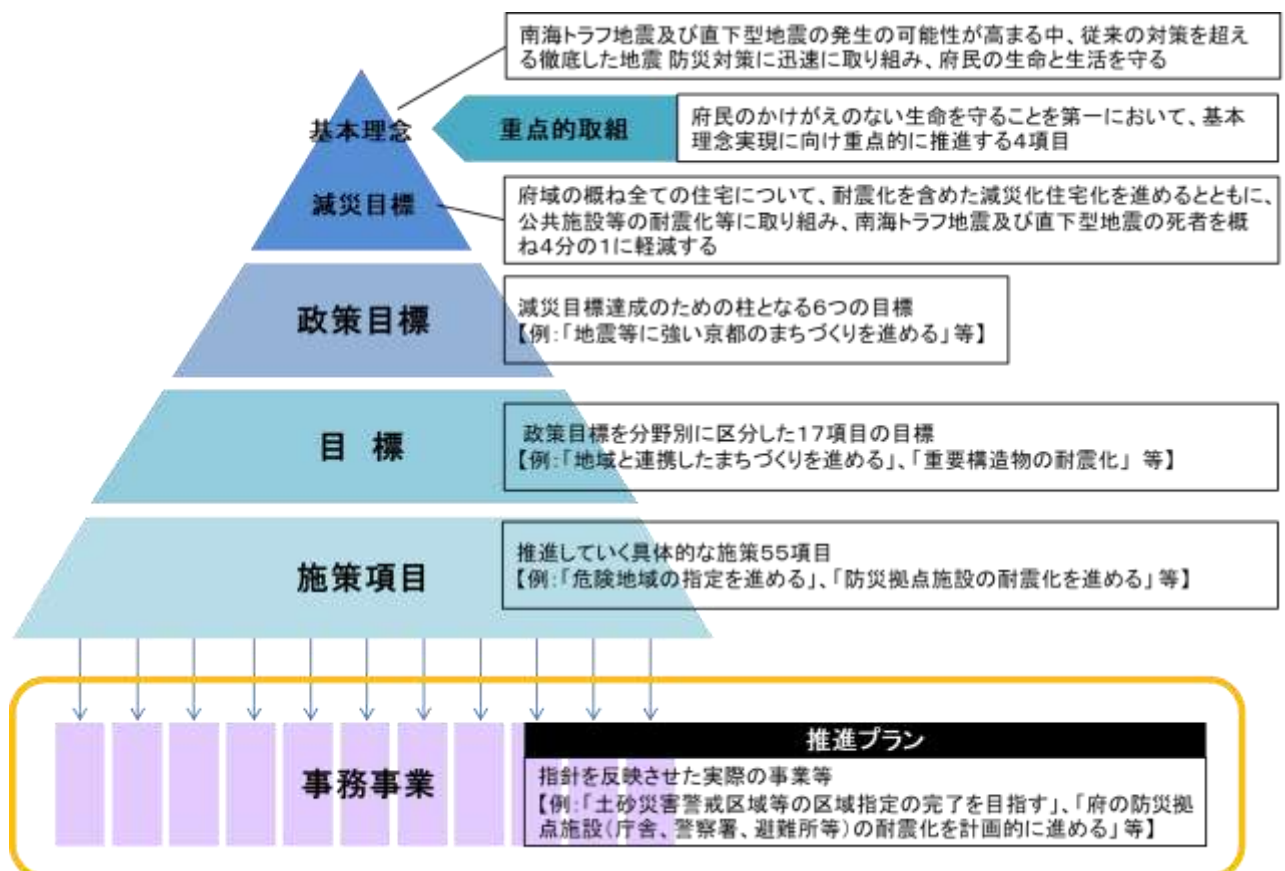 南海トラフ地震及び直下型地震の発生の可能性が高まる中、従来の対策を超え
る徹底した地震 防災対策に迅速に取り組み、府民の生命と生活を守る
基本理念
重点的取組
府民のかけがえのない生命を守ることを第一において、基本
理念実現に向け重点的に推進する4項目
減災目標
府域の概ね全ての住宅について、耐震化を含めた減災化住宅化を進めるとともに、
公共施設等の耐震化等に取り組み、南海トラフ地震及び直下型地震の死者を概
ね4分の1に軽減する
政策目標
減災目標達成のための柱となる6つの目標
【例:「地震等に強い京都のまちづくりを進める」等】
目 標
政策目標を分野別に区分した17項目の目標
【例:「地域と連携したまちづくりを進める」、「重要構造物の耐震化」 等】
施策項目
推進していく具体的な施策55項目
【例:「危険地域の指定を進める」、「防災拠点施設の耐震化を進める」等】
事務事業
推進プラン
指針を反映させた実際の事業等
【例:「土砂災害警戒区域等の区域指定の完了を目指す」、「府の防災拠
点施設(庁舎、警察署、避難所等)の耐震化を計画的に進める」等】